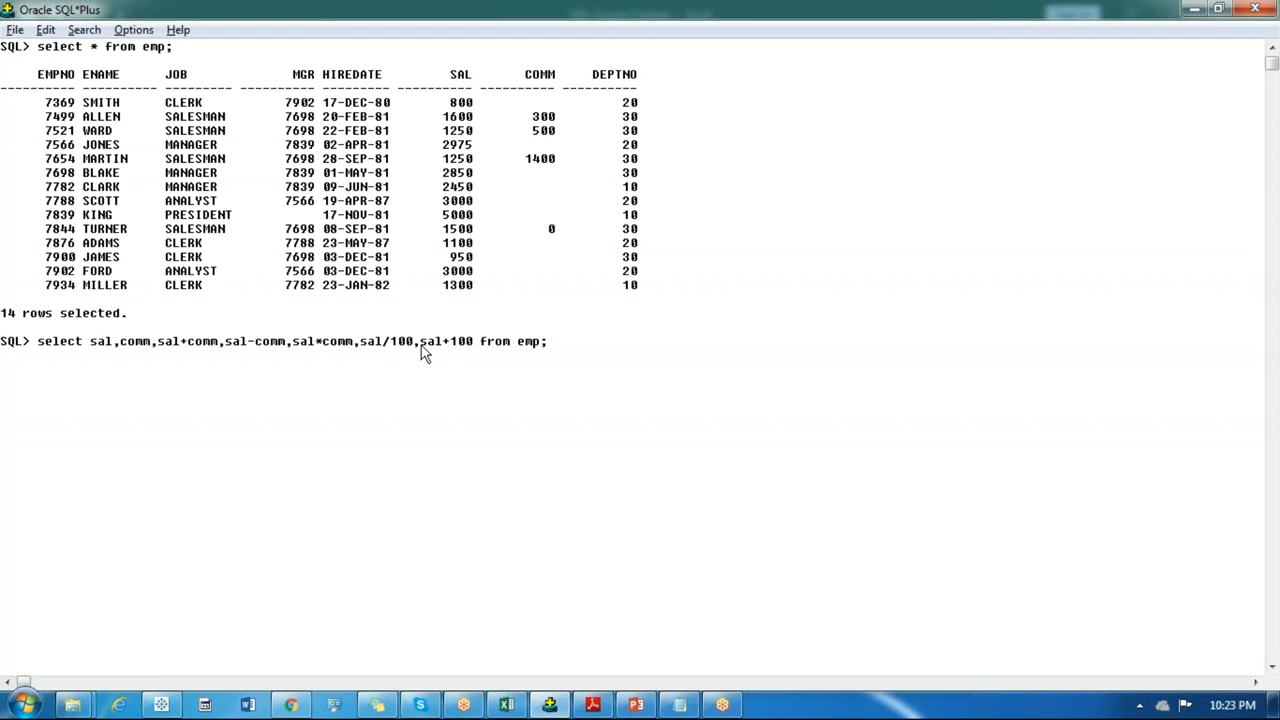 Oracle SQL*Plus
File Edit Search Options Help
SQL> select * from emp;
EMPNO ENAME JOB MGR HIREDATE SAL COMM DEPTNO
---------- ---------- --------- ---------- --------- ---------- ---------- ----------
7369 SMITH CLERK 7902 17-DEC-80 800 20
7499 ALLEN SALESMAN 7698 20-FEB-81 1600 300 30
7521 WARD SALESMAN 7698 22-FEB-81 1250 500 30
7566 JONES MANAGER 7839 02-APR-81 2975 20
7654 MARTIN SALESMAN 7698 28-SEP-81 1250 1400 30
7698 BLAKE MANAGER 7839 01-MAY-81 2850 30
7782 CLARK MANAGER 7839 09-JUN-81 2450 10
7788 SCOTT ANALYST 7566 19-APR-87 3000 20
7839 KING PRESIDENT 17-NOV-81 5000 10
7844 TURNER SALESMAN 7698 08-SEP-81 1500 0 30
7876 ADAMS CLERK 7788 23-MAY-87 1100 20
7900 JAMES CLERK 7698 03-DEC-81 950 30
7902 FORD ANALYST 7566 03-DEC-81 3000 20
7934 MILLER CLERK 7782 23-JAN-82 1300 10
14 rows selected.
SQL> select sal,comm,sal+comm,sal-comm,sal*comm,sal/100,sal+100 from emp;
10:23 PM